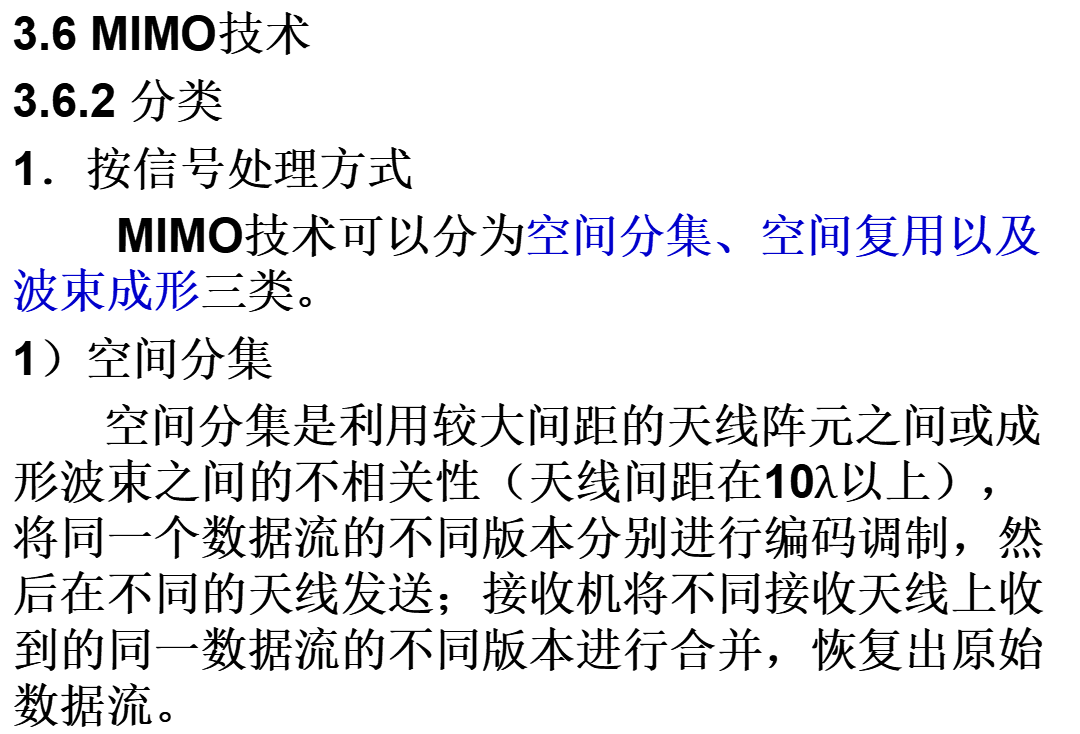 3.6 MIMO技术
3.6.2 分类
1．按信号处理方式
MIMO技术可以分为空间分集、空间复用以及
波束成形三类。
1）空间分集
空间分集是利用较大间距的天线阵元之间或成
形波束之间的不相关性（天线间距在10λ以上），
将同一个数据流的不同版本分别进行编码调制，然
后在不同的天线发送；接收机将不同接收天线上收
到的同一数据流的不同版本进行合并，恢复出原始
数据流。